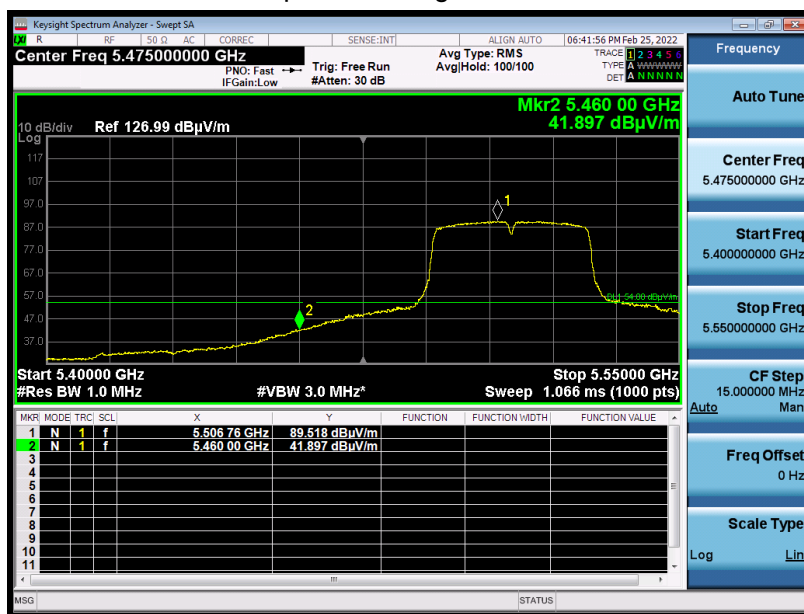 Keysight Spectrum Analyzer - Swept SA
LXI R RF 50 Ω AC CORREC SENSE:INT ALIGN AUTO 06:41:56 PM Feb 25, 2022
Center Freq 5.475000000 GHz
PNO: Fast
IFGain:Low
Trig: Free Run
#Atten: 30 dB
Avg Type: RMS
Avg|Hold: 100/100
TRACE 1 2 3 4 5 6
TYPE A WWWWW
DET A N N N N N
Mkr2 5.460 00 GHz
41.897 dBµV/m
10 dB/div Ref 126.99 dBµV/m
Log
117
107
97.0
87.0
77.0
67.0
57.0
47.0
37.0
1
2
DL1 54.00 dBµV/m
Start 5.40000 GHz Stop 5.55000 GHz
#Res BW 1.0 MHz #VBW 3.0 MHz* Sweep 1.066 ms (1000 pts)
MKR MODE TRC SCL X Y FUNCTION FUNCTION WIDTH FUNCTION VALUE
1 N 1 f 5.506 76 GHz 89.518 dBµV/m
2 N 1 f 5.460 00 GHz 41.897 dBµV/m
3
4
5
6
7
8
9
10
11
MSG STATUS
Frequency
Auto Tune
Center Freq
5.475000000 GHz
Start Freq
5.400000000 GHz
Stop Freq
5.550000000 GHz
CF Step
15.000000 MHz
Auto Man
Freq Offset
0 Hz
Scale Type
Log Lin